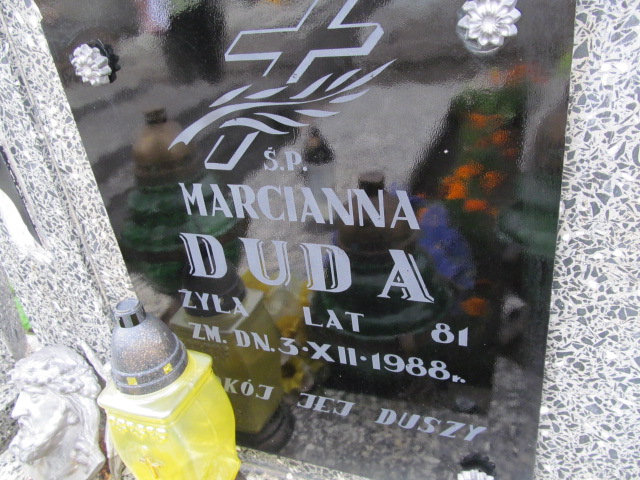 Ś.P.
MARCIANNA
DUDA
ŻYŁA LAT 81
ZM. DN. 3·XII·1988 r.
KÓJ JEJ DUSZY